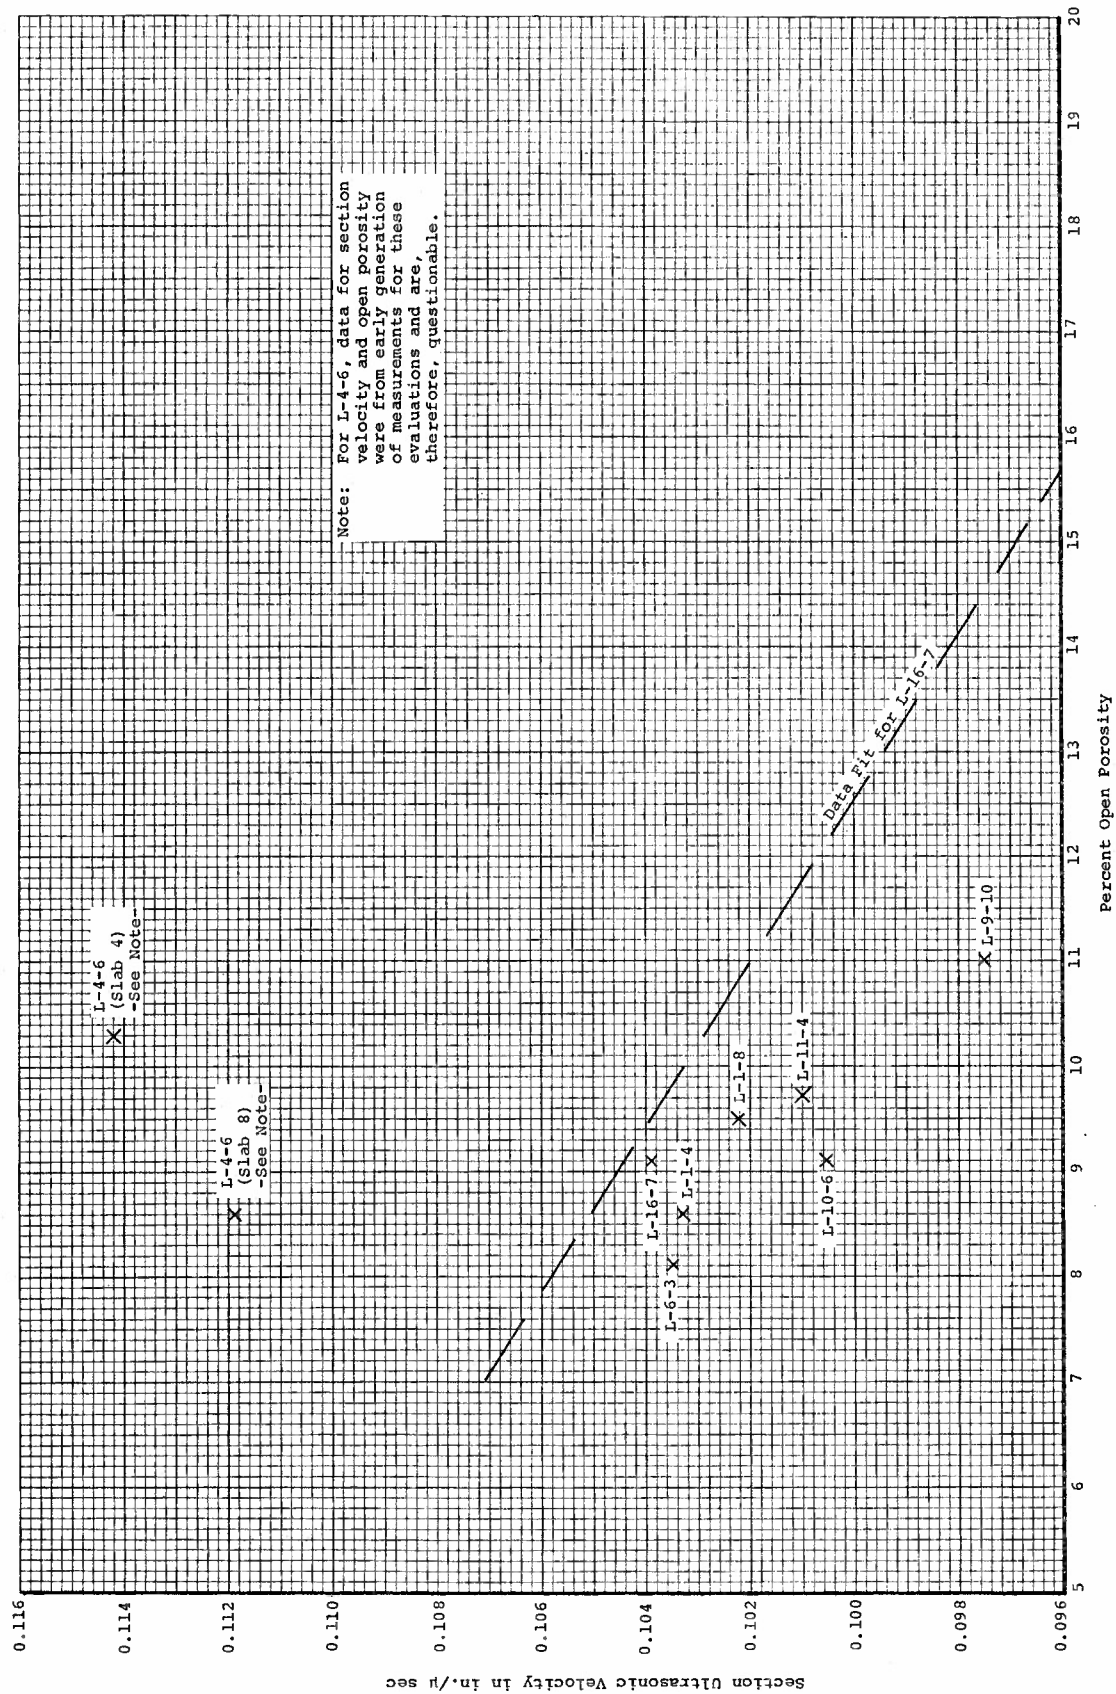 0.116
0.114
0.112
0.110
0.108
0.106
0.104
0.102
0.100
0.098
0.096
Section Ultrasonic Velocity in in./μ sec
L-4-6
(Slab 4)
-See Note-
L-4-6
(Slab 8)
-See Note-
Note: For L-4-6, data for section
velocity and open porosity
were from early generation
of measurements for these
evaluations and are,
therefore, questionable.
Data Fit for L-16-7
L-16-7
L-1-4
L-6-3
L-1-8
L-11-4
L-10-6
L-9-10
5
6
7
8
9
10
11
12
13
14
15
16
17
18
19
20
Percent Open Porosity